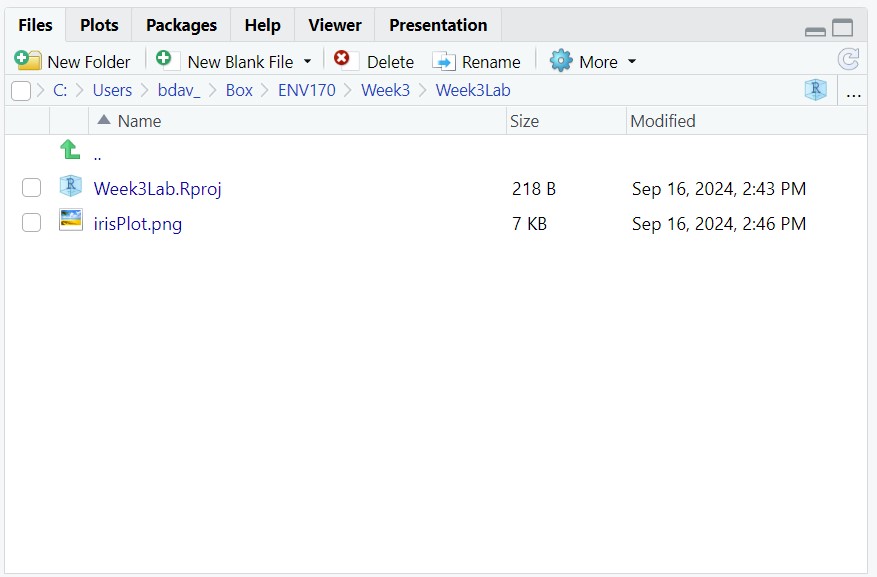 Files Plots Packages Help Viewer Presentation
New Folder New Blank File Delete Rename More
C: Users bdav_ Box ENV170 Week3 Week3Lab R ...
Name Size Modified
..
R Week3Lab.Rproj 218 B Sep 16, 2024, 2:43 PM
irisPlot.png 7 KB Sep 16, 2024, 2:46 PM